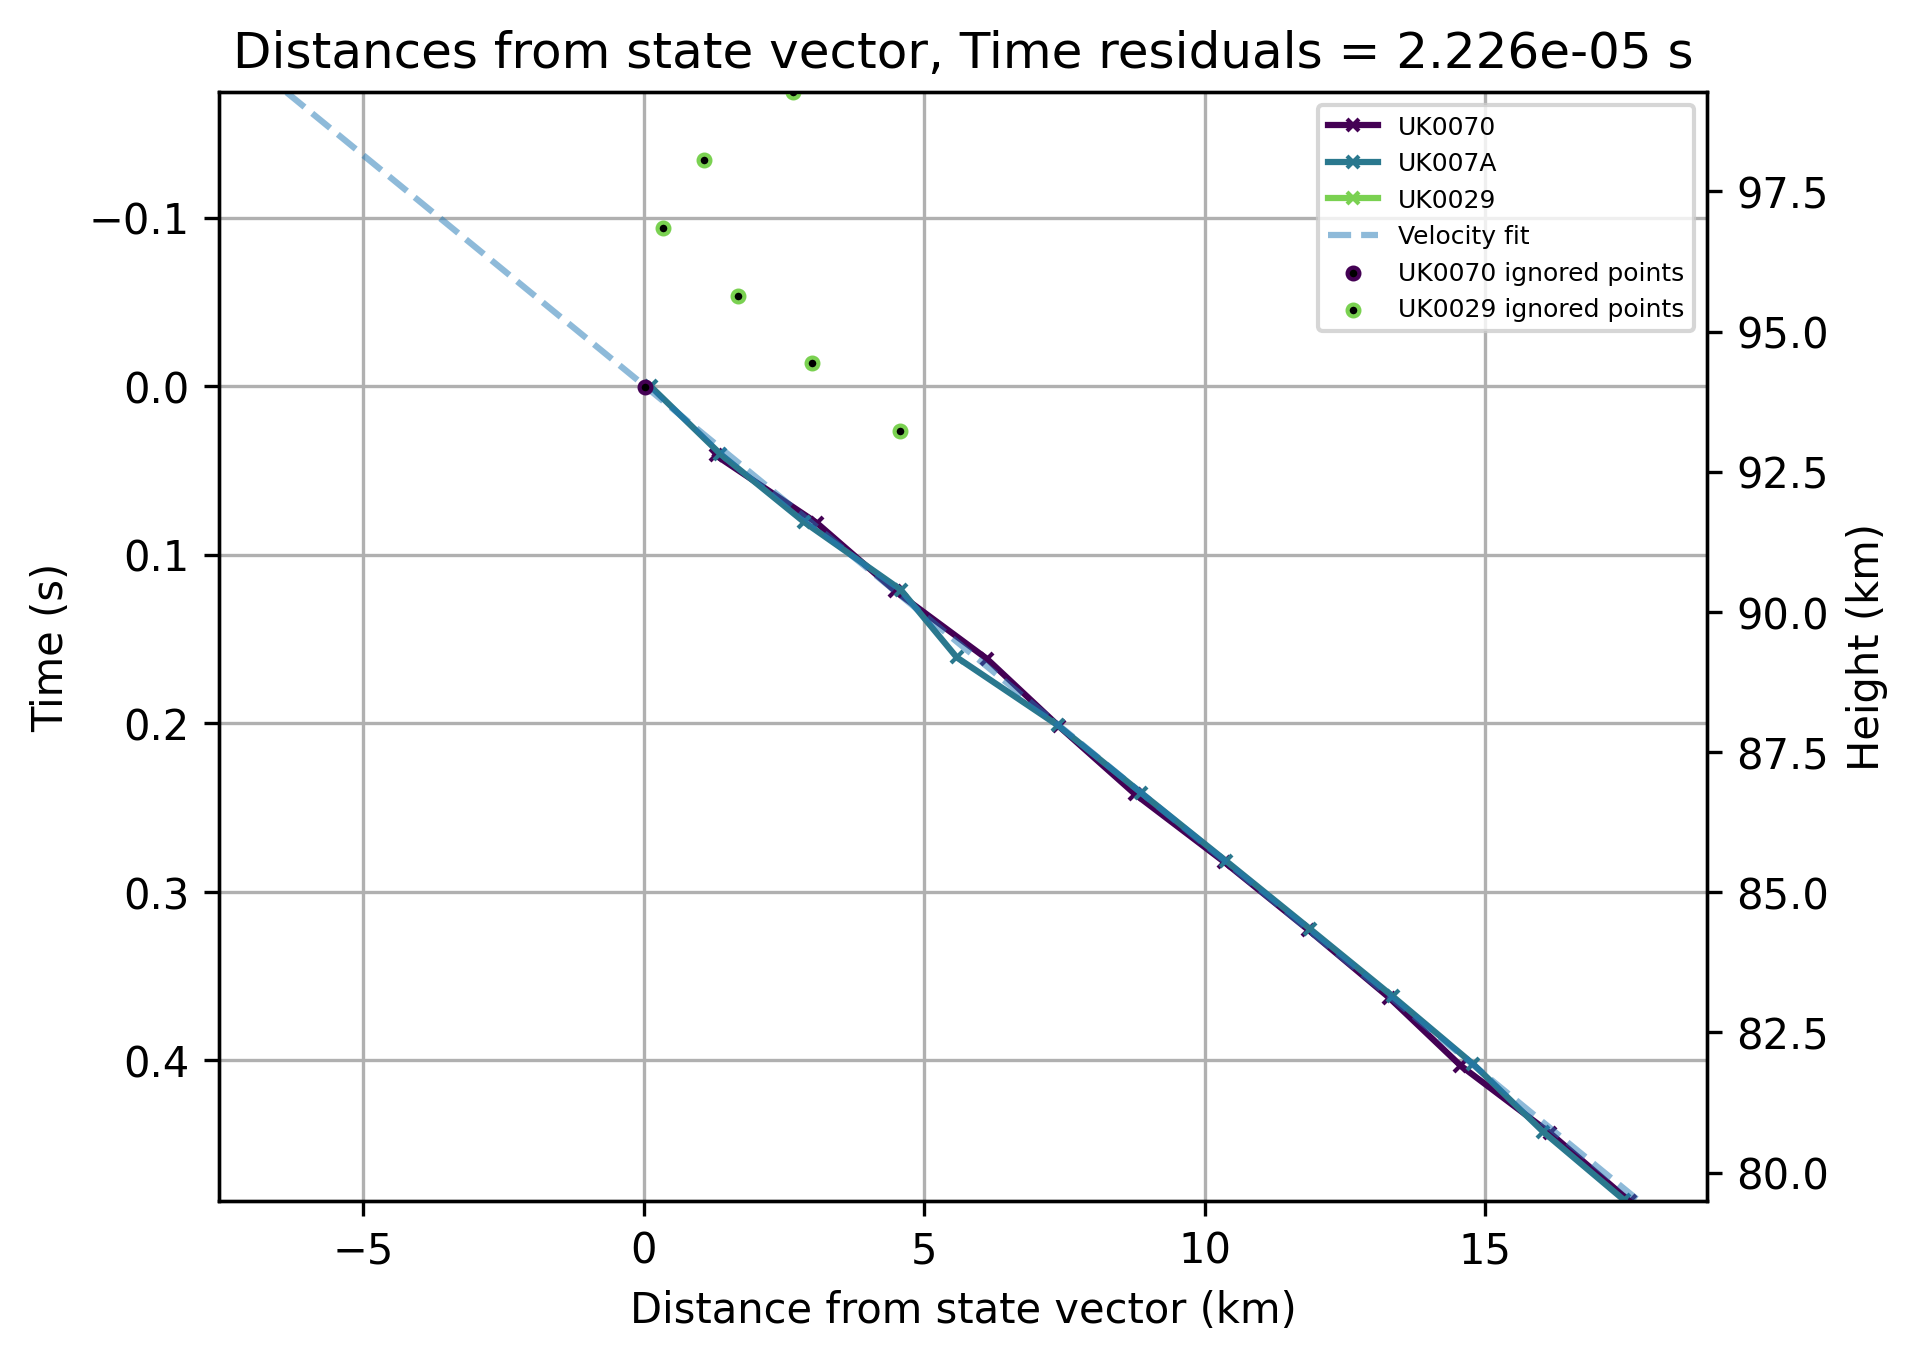 Distances from state vector, Time residuals = 2.226e-05 s
UK0070
UK007A
UK0029
Velocity fit
UK0070 ignored points
UK0029 ignored points
Time (s)
−0.1
0.0
0.1
0.2
0.3
0.4
97.5
95.0
92.5
90.0
87.5
85.0
82.5
80.0
Height (km)
−5
0
5
10
15
Distance from state vector (km)